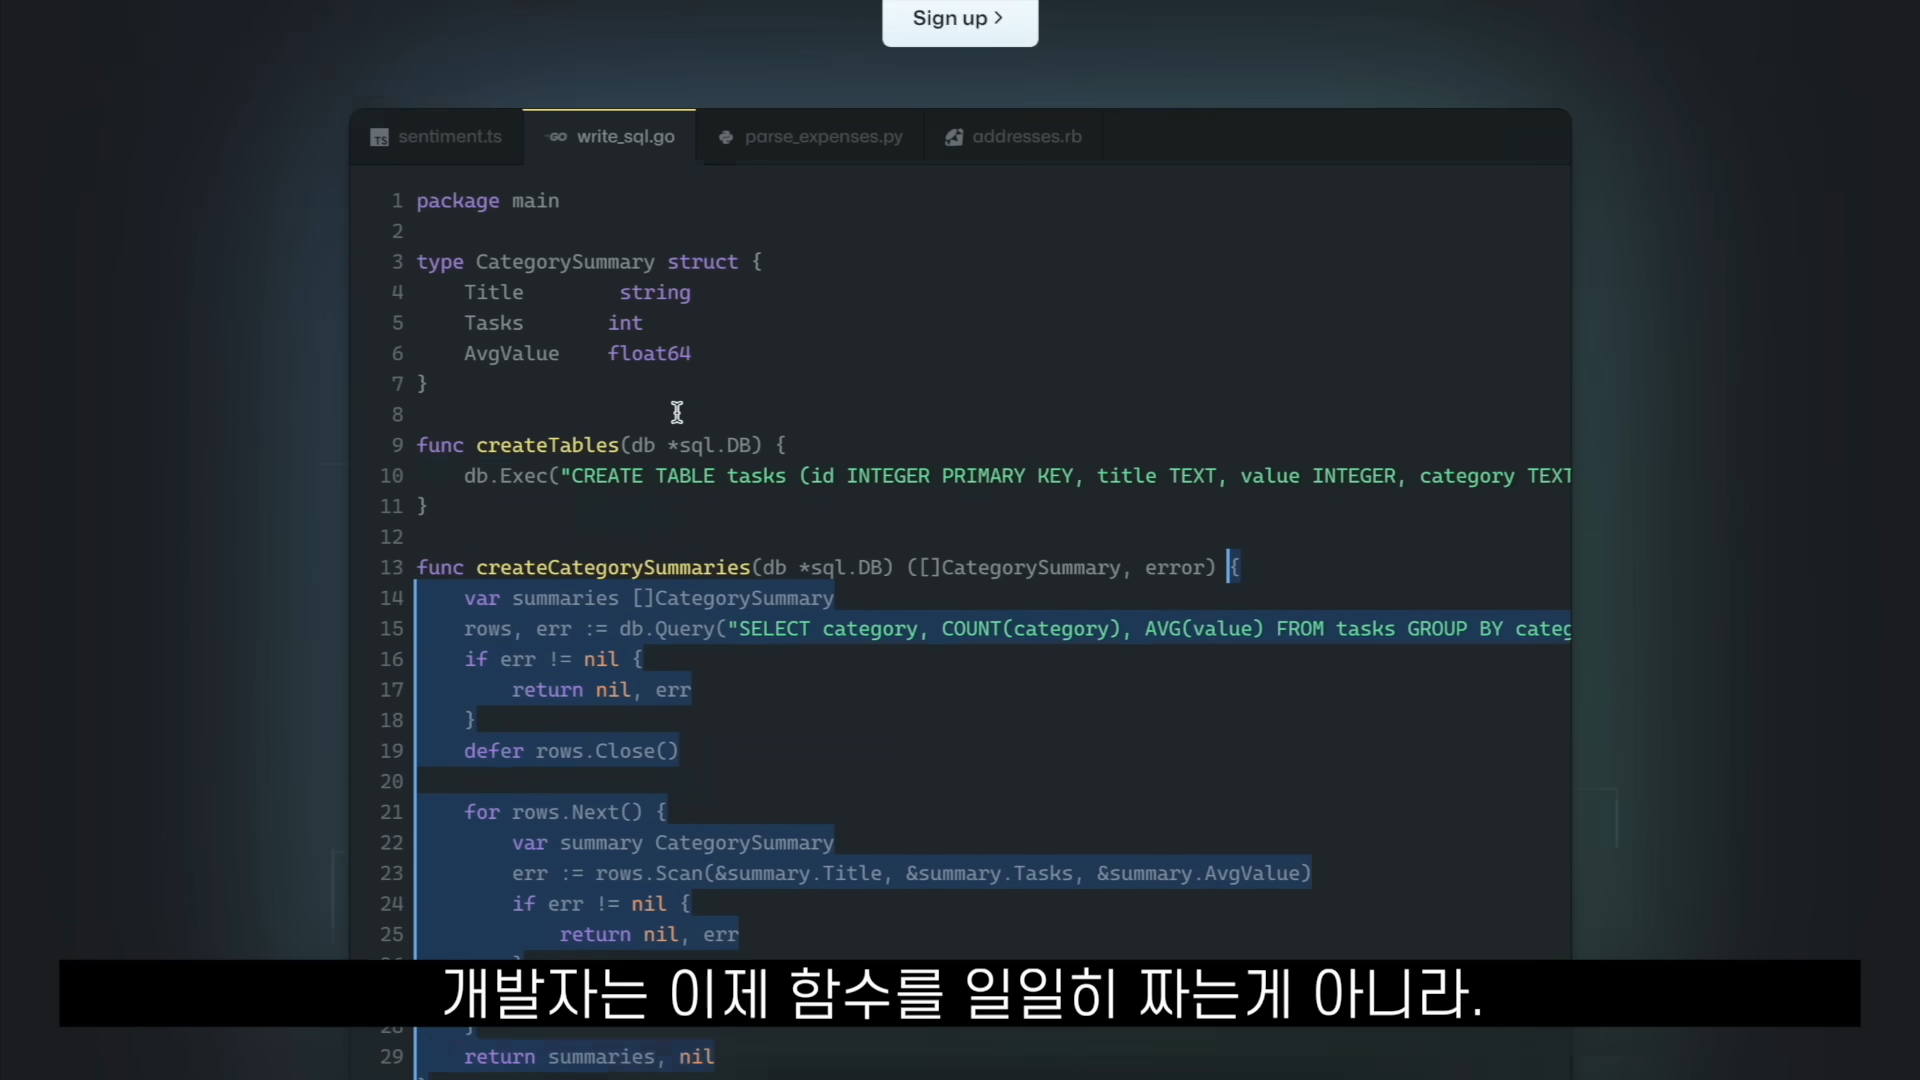 Sign up >
sentiment.ts
write_sql.go
parse_expenses.py
addresses.rb
1 package main
2
3 type CategorySummary struct {
4     Title        string
5     Tasks       int
6     AvgValue    float64
7 }
8
9 func createTables(db *sql.DB) {
10     db.Exec("CREATE TABLE tasks (id INTEGER PRIMARY KEY, title TEXT, value INTEGER, category TEXT
11 }
12
13 func createCategorySummaries(db *sql.DB) ([]CategorySummary, error) {
14     var summaries []CategorySummary
15     rows, err := db.Query("SELECT category, COUNT(category), AVG(value) FROM tasks GROUP BY categ
16     if err != nil {
17         return nil, err
18     }
19     defer rows.Close()
20
21     for rows.Next() {
22         var summary CategorySummary
23         err := rows.Scan(&summary.Title, &summary.Tasks, &summary.AvgValue)
24         if err != nil {
25             return nil, err
개발자는 이제 함수를 일일히 짜는게 아니라.
29     return summaries, nil